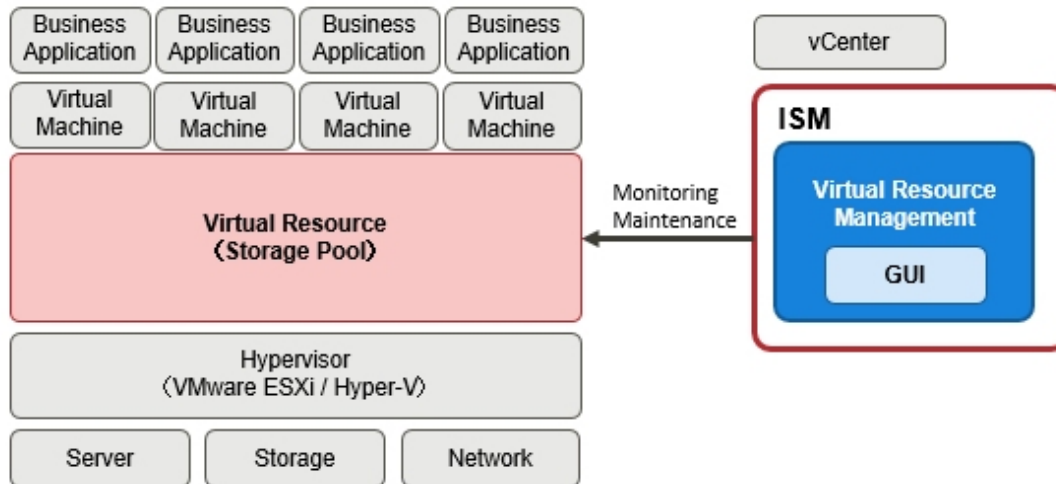 Business
Application
Business
Application
Business
Application
Business
Application
vCenter
Virtual
Machine
Virtual
Machine
Virtual
Machine
Virtual
Machine
ISM
Virtual Resource
（Storage Pool）
Monitoring
Maintenance
Virtual Resource
Management
GUI
Hypervisor
（VMware ESXi / Hyper-V）
Server
Storage
Network